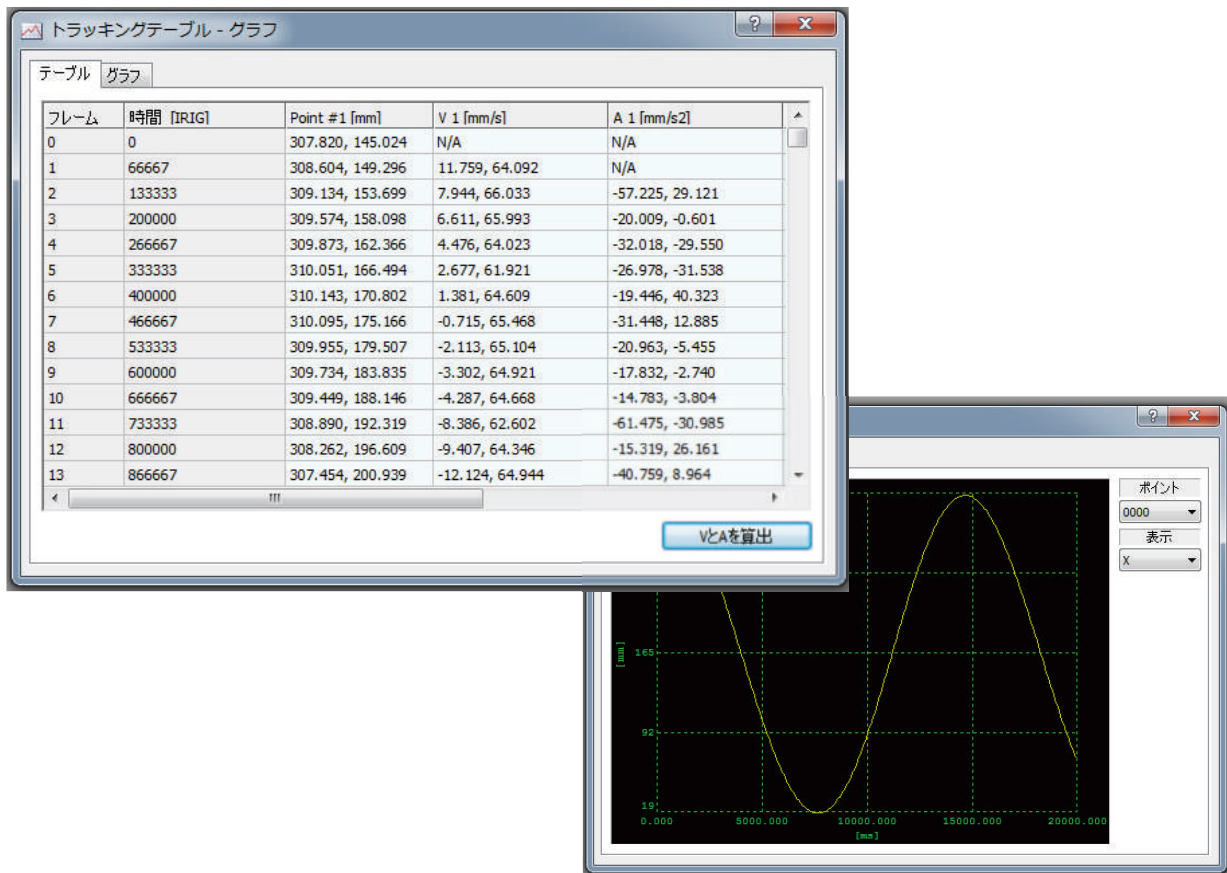 トラッキングテーブル - グラフ
テーブル グラフ
フレーム 時間 [IRIG] Point #1 [mm] V 1 [mm/s] A 1 [mm/s2]
0 0 307.820, 145.024 N/A N/A
1 66667 308.604, 149.296 11.759, 64.092 N/A
2 133333 309.134, 153.699 7.944, 66.033 -57.225, 29.121
3 200000 309.574, 158.098 6.611, 65.993 -20.009, -0.601
4 266667 309.873, 162.366 4.476, 64.023 -32.018, -29.550
5 333333 310.051, 166.494 2.677, 61.921 -26.978, -31.538
6 400000 310.143, 170.802 1.381, 64.609 -19.446, 40.323
7 466667 310.095, 175.166 -0.715, 65.468 -31.448, 12.885
8 533333 309.955, 179.507 -2.113, 65.104 -20.963, -5.455
9 600000 309.734, 183.835 -3.302, 64.921 -17.832, -2.740
10 666667 309.449, 188.146 -4.287, 64.668 -14.783, -3.804
11 733333 308.890, 192.319 -8.386, 62.602 -61.475, -30.985
12 800000 308.262, 196.609 -9.407, 64.346 -15.319, 26.161
13 866667 307.454, 200.939 -12.124, 64.944 -40.759, 8.964
VとAを算出
ポイント
0000
表示
X
[mm]
165
92
19
0.000 5000.000 10000.000 15000.000 20000.000
[ms]